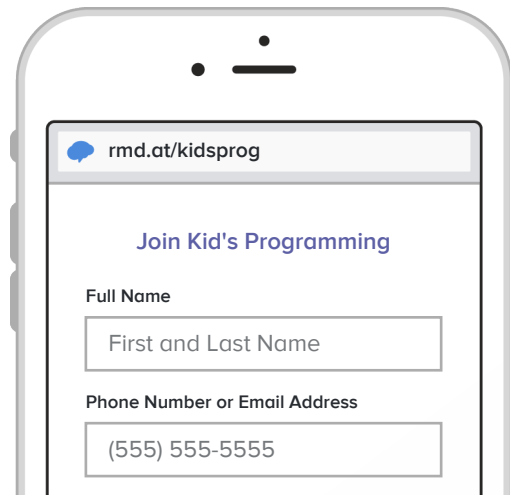 rmd.at/kidsprog
Join Kid's Programming
Full Name
First and Last Name
Phone Number or Email Address
(555) 555-5555